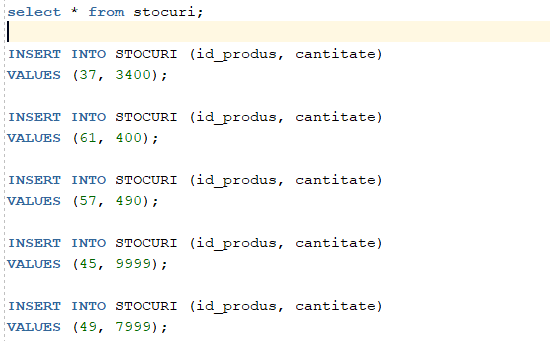 select * from stocuri;
INSERT INTO STOCURI (id_produs, cantitate)
VALUES (37, 3400);
INSERT INTO STOCURI (id_produs, cantitate)
VALUES (61, 400);
INSERT INTO STOCURI (id_produs, cantitate)
VALUES (57, 490);
INSERT INTO STOCURI (id_produs, cantitate)
VALUES (45, 9999);
INSERT INTO STOCURI (id_produs, cantitate)
VALUES (49, 7999);